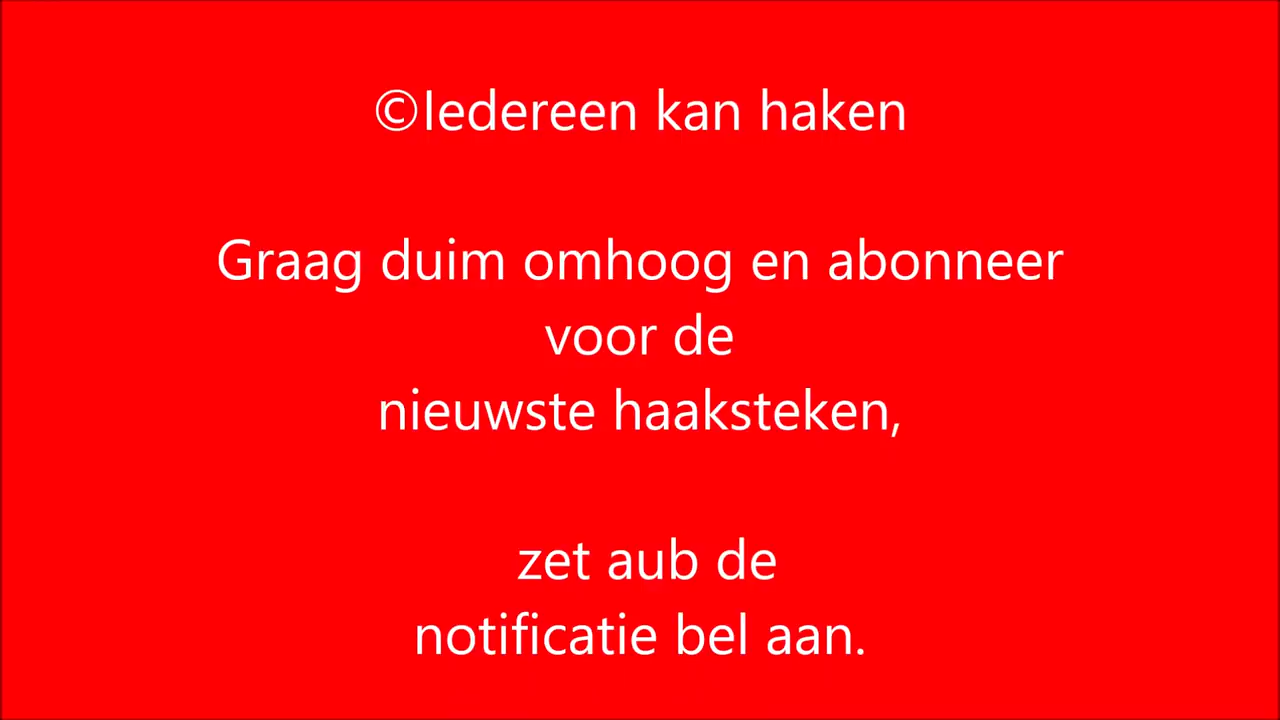 ©Iedereen kan haken
Graag duim omhoog en abonneer
voor de
nieuwste haaksteken,
zet aub de
notificatie bel aan.